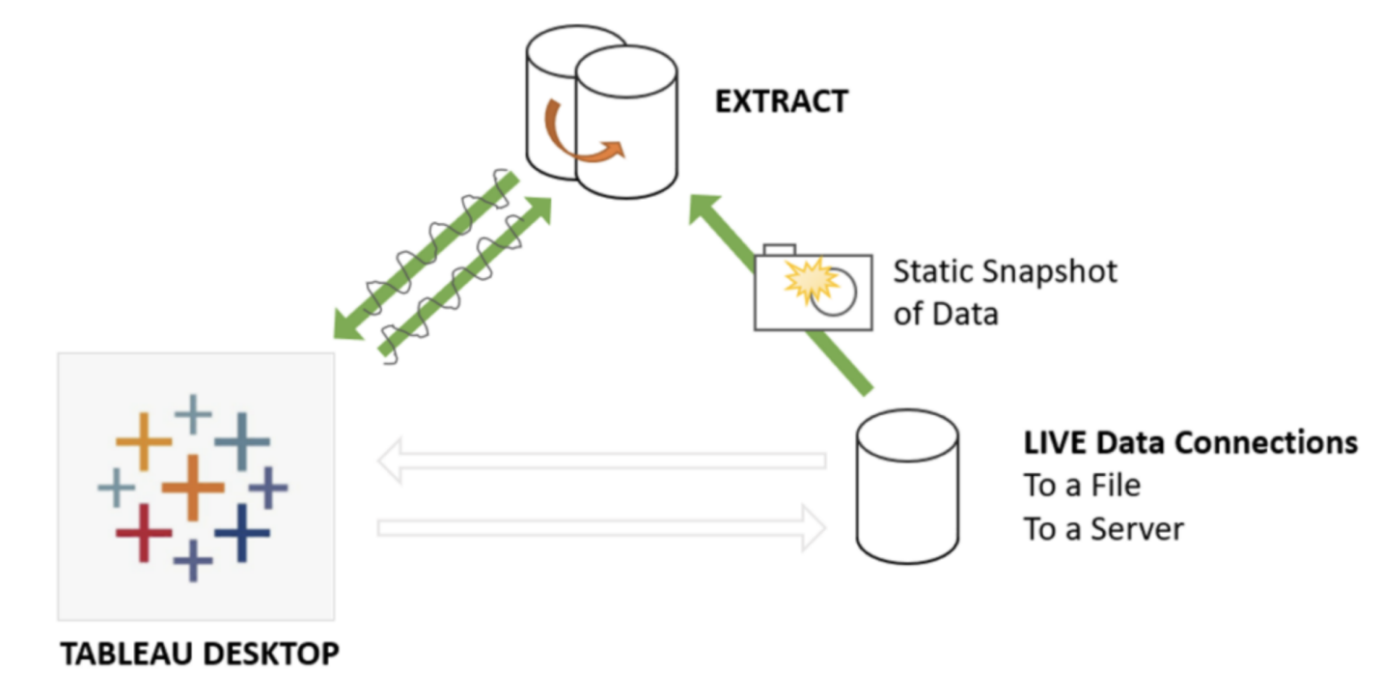 EXTRACT
Static Snapshot
of Data
LIVE Data Connections
To a File
To a Server
TABLEAU DESKTOP